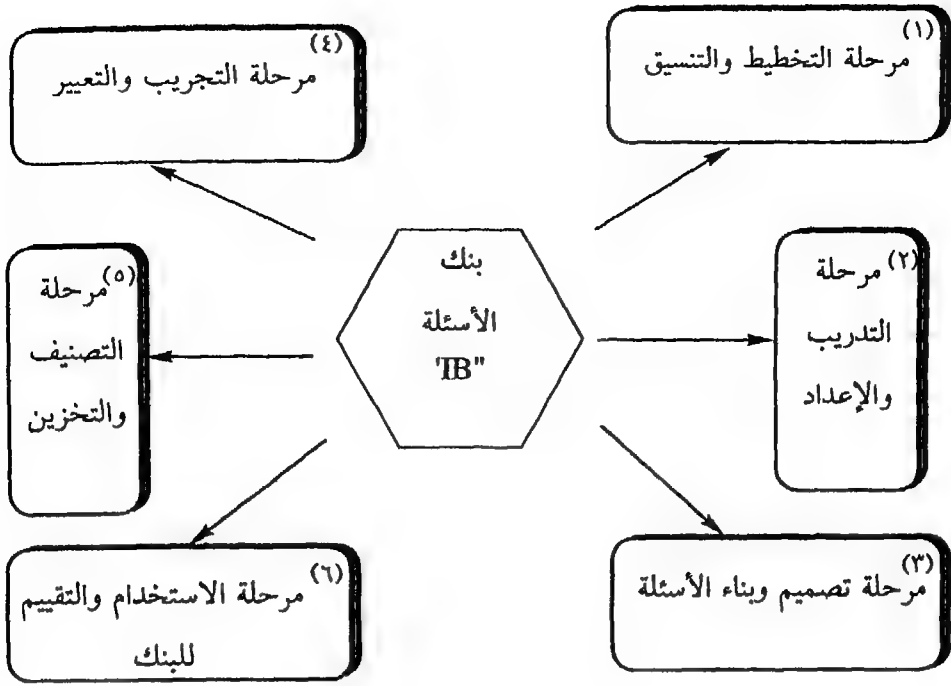 (١)
مرحلة التخطيط والتنسيق
(٢) مرحلة
التدريب
والإعداد
(٣)
مرحلة تصميم وبناء الأسئلة
(٤)
مرحلة التجريب والتعيير
(٥) مرحلة
التصنيف
والتخزين
(٦) مرحلة الاستخدام والتقييم
للبنك
بنك
الأسئلة
"IB"